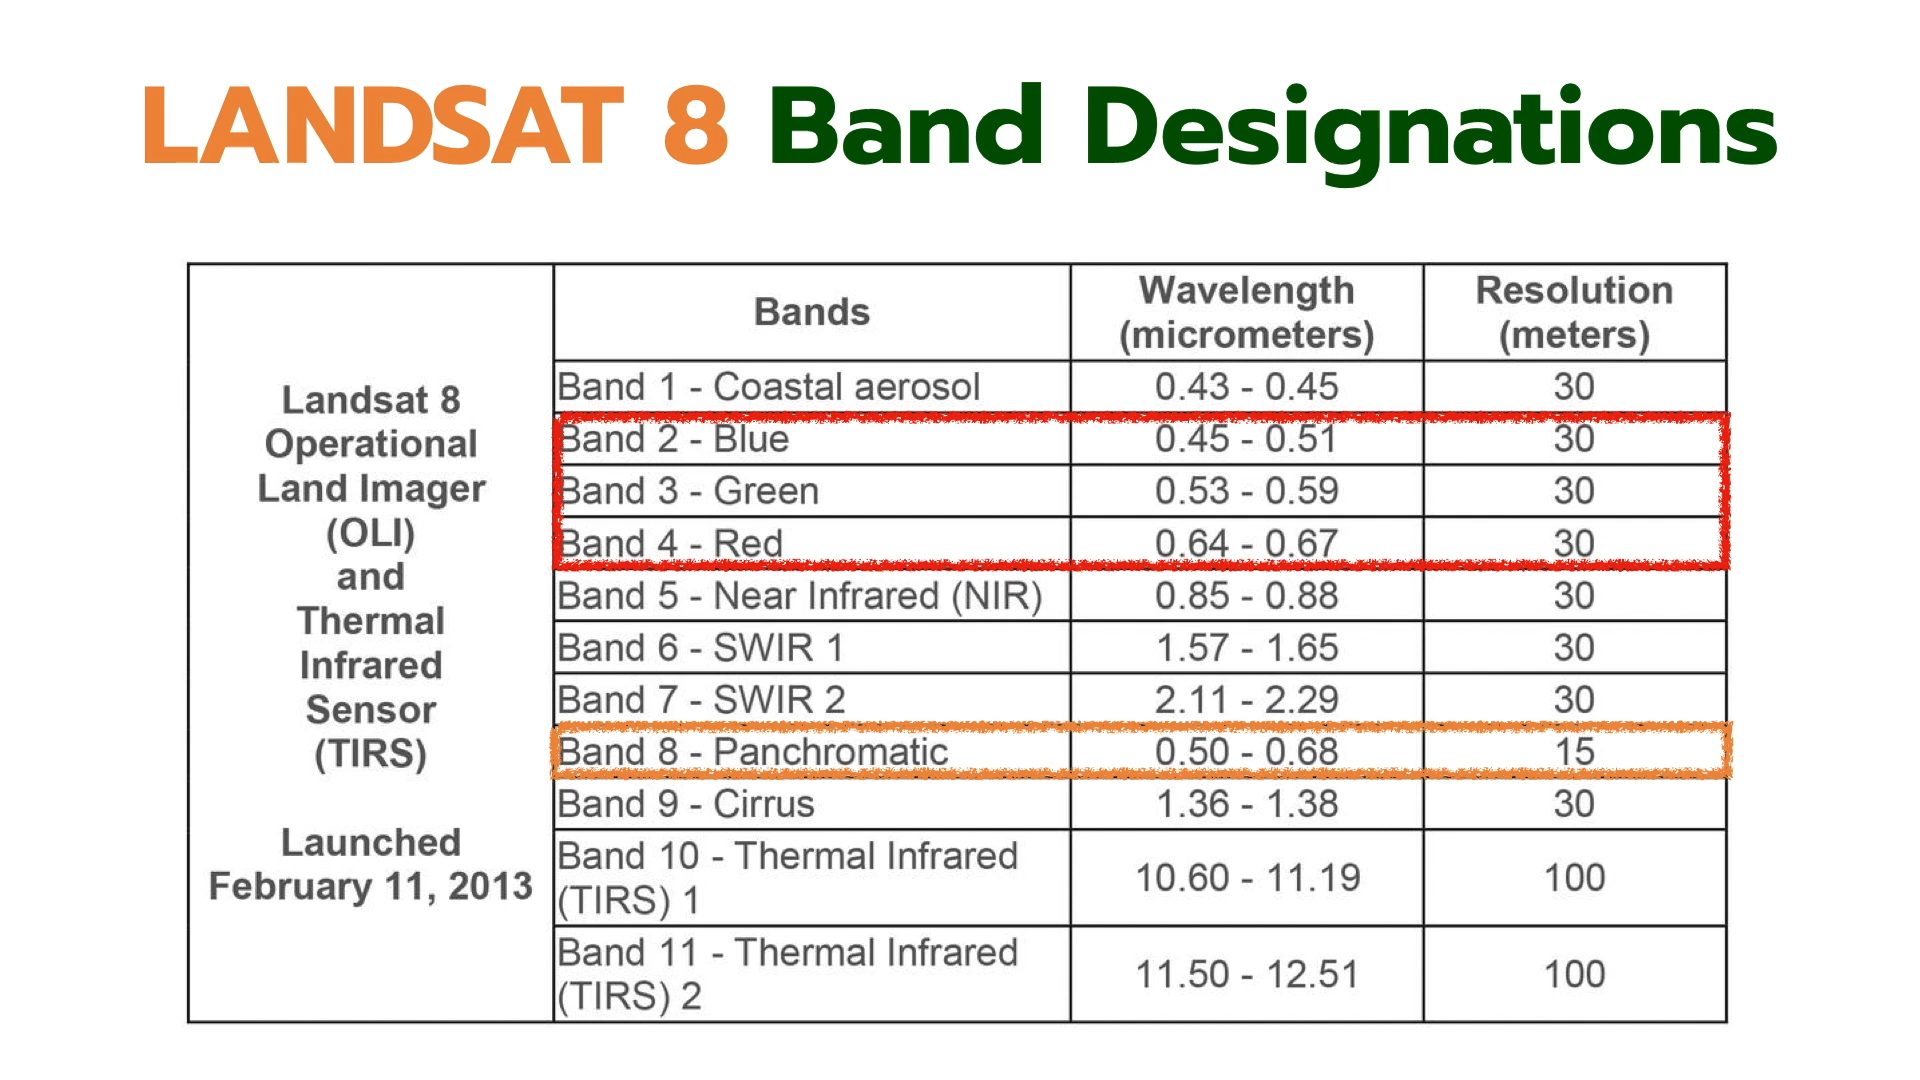 LANDSAT 8 Band Designations
Landsat 8
Operational
Land Imager
(OLI)
and
Thermal
Infrared
Sensor
(TIRS)
Launched
February 11, 2013
Bands
Wavelength
(micrometers)
Resolution
(meters)
Band 1 - Coastal aerosol 0.43 - 0.45 30
Band 2 - Blue 0.45 - 0.51 30
Band 3 - Green 0.53 - 0.59 30
Band 4 - Red 0.64 - 0.67 30
Band 5 - Near Infrared (NIR) 0.85 - 0.88 30
Band 6 - SWIR 1 1.57 - 1.65 30
Band 7 - SWIR 2 2.11 - 2.29 30
Band 8 - Panchromatic 0.50 - 0.68 15
Band 9 - Cirrus 1.36 - 1.38 30
Band 10 - Thermal Infrared
(TIRS) 1
10.60 - 11.19 100
Band 11 - Thermal Infrared
(TIRS) 2
11.50 - 12.51 100